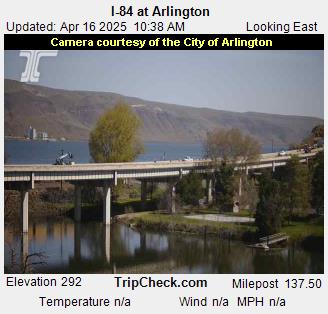 I-84 at Arlington
Updated: Apr 16 2025 10:38 AM Looking East
Camera courtesy of the City of Arlington
Elevation 292 TripCheck.com Milepost 137.50
Temperature n/a Wind n/a MPH n/a